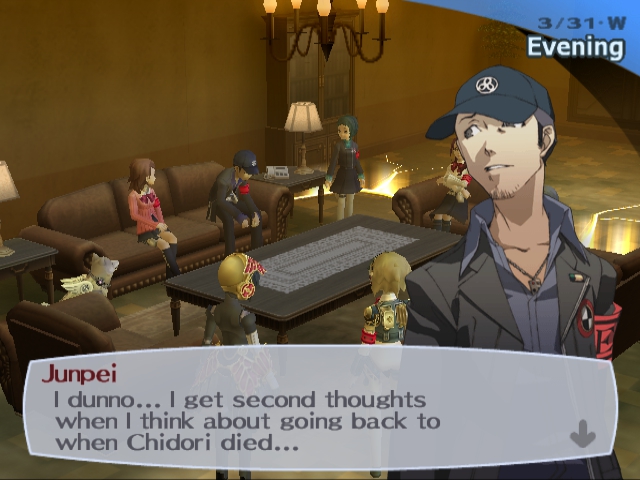 3/31·W
Evening
Junpei
I dunno... I get second thoughts
when I think about going back to
when Chidori died...